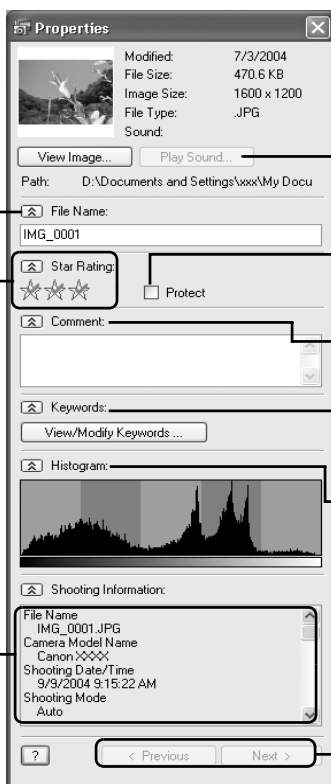 Properties
Modified: 7/3/2004
File Size: 470.6 KB
Image Size: 1600 x 1200
File Type: .JPG
Sound:
View Image... Play Sound...
Path: D:\Documents and Settings\xxx\My Docu
File Name:
IMG_0001
Star Rating:
Protect
Comment:
Keywords:
View/Modify Keywords ...
Histogram:
Shooting Information:
File Name
IMG_0001.JPG
Camera Model Name
Canon XXXX
Shooting Date/Time
9/9/2004 9:15:22 AM
Shooting Mode
Auto
? < Previous Next >